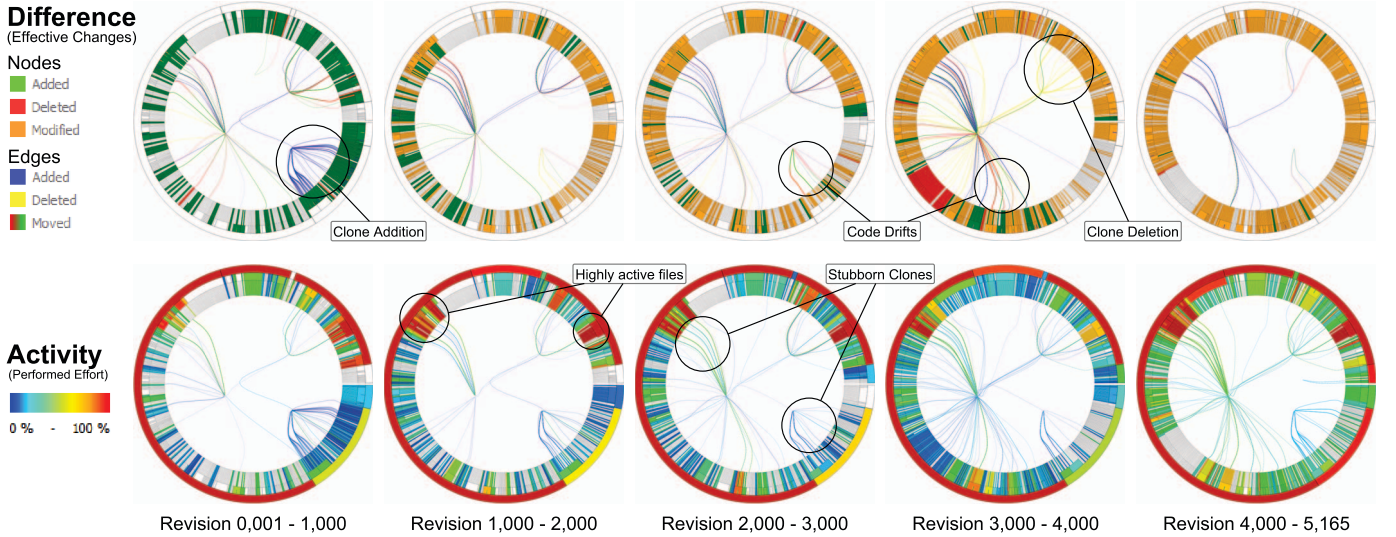 Difference
(Effective Changes)
Nodes
Added
Deleted
Modified
Edges
Added
Deleted
Moved
Clone Addition
Code Drifts
Clone Deletion
Highly active files
Stubborn Clones
Activity
(Performed Effort)
0 % - 100 %
Revision 0,001 - 1,000
Revision 1,000 - 2,000
Revision 2,000 - 3,000
Revision 3,000 - 4,000
Revision 4,000 - 5,165